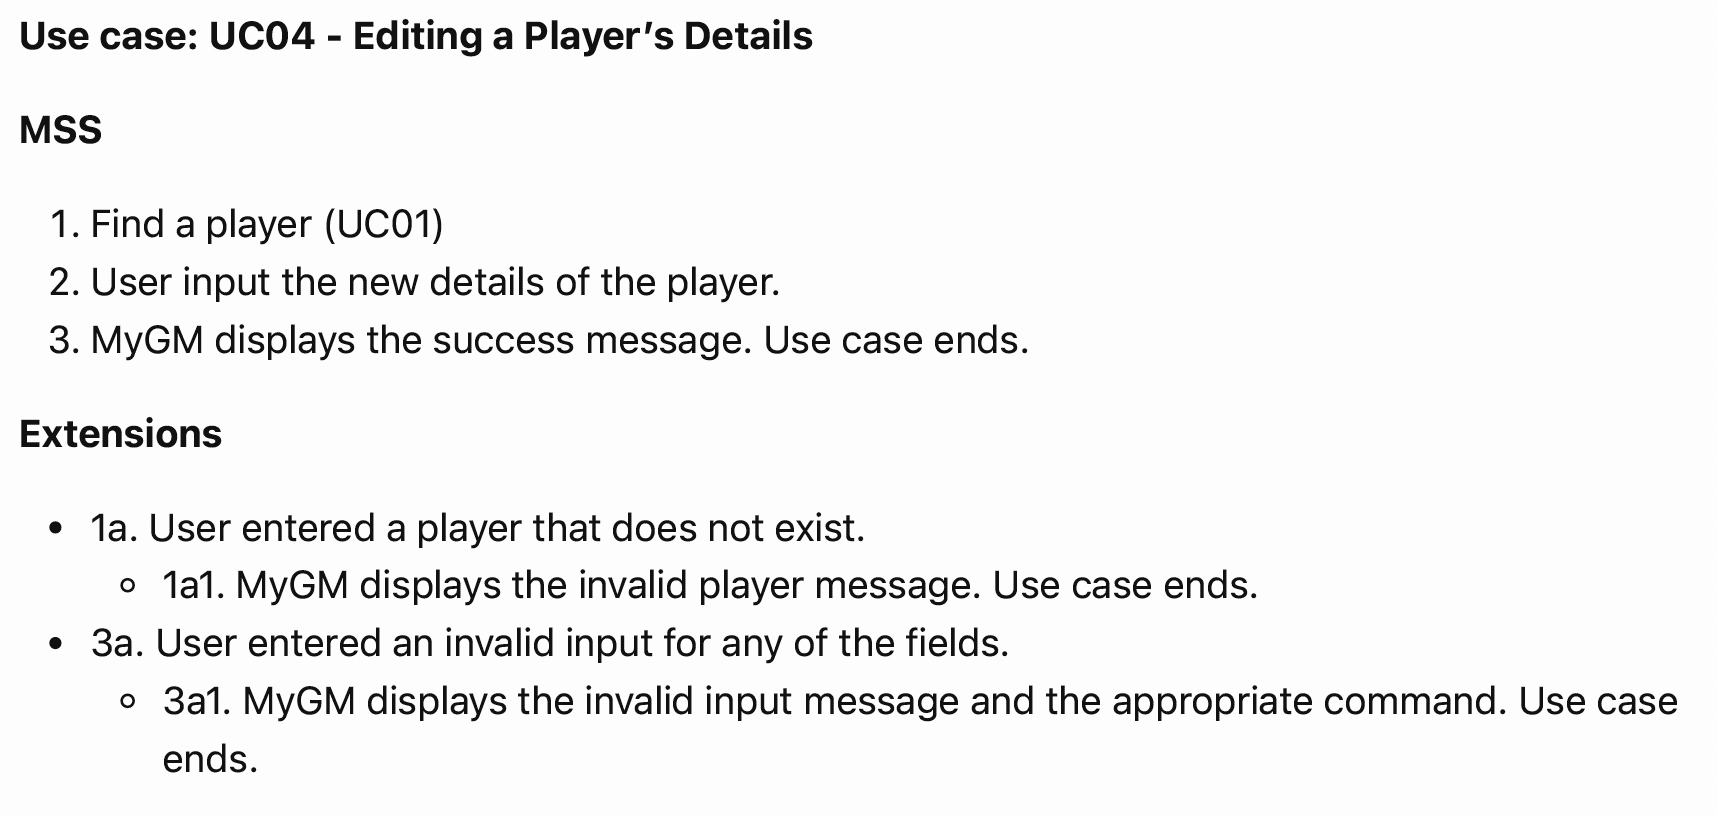 Use case: UC04 - Editing a Player’s Details
MSS
1. Find a player (UC01)
2. User input the new details of the player.
3. MyGM displays the success message. Use case ends.
Extensions
• 1a. User entered a player that does not exist.
◦ 1a1. MyGM displays the invalid player message. Use case ends.
• 3a. User entered an invalid input for any of the fields.
◦ 3a1. MyGM displays the invalid input message and the appropriate command. Use case
ends.